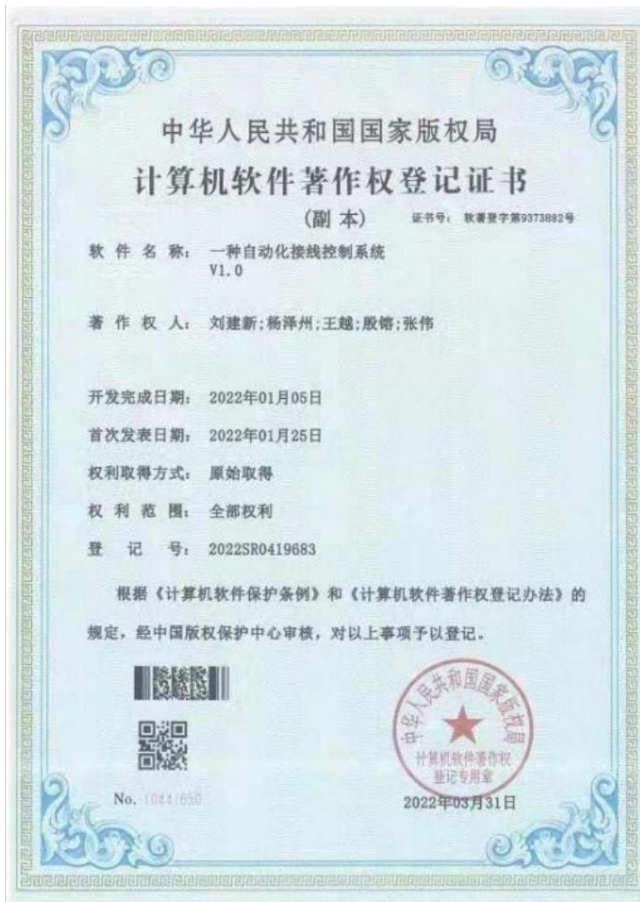 中华人民共和国国家版权局
计算机软件著作权登记证书
(副本)
证书号: 软著登字第9373882号
软件名称: 一种自动化接线控制系统
V1.0
著作权人: 刘建新;杨泽州;王越;殷镕;张伟
开发完成日期: 2022年01月05日
首次发表日期: 2022年01月25日
权利取得方式: 原始取得
权利范围: 全部权利
登记号: 2022SR0419683
根据《计算机软件保护条例》和《计算机软件著作权登记办法》的
规定,经中国版权保护中心审核,对以上事项予以登记。
中华人民共和国国家版权局
计算机软件著作权
登记专用章
No. 10441650
2022年03月31日